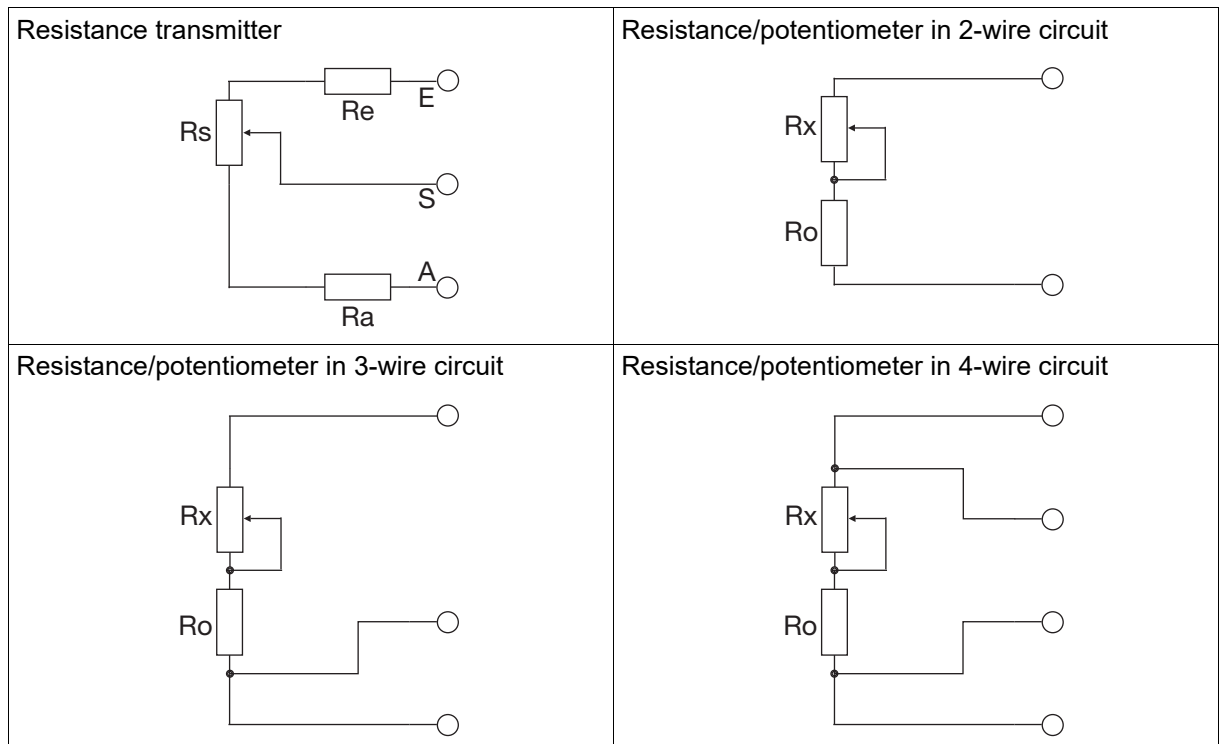 Resistance transmitter
E
Re
Rs
S
A
Ra
Resistance/potentiometer in 2-wire circuit
Rx
Ro
Resistance/potentiometer in 3-wire circuit
Rx
Ro
Resistance/potentiometer in 4-wire circuit
Rx
Ro